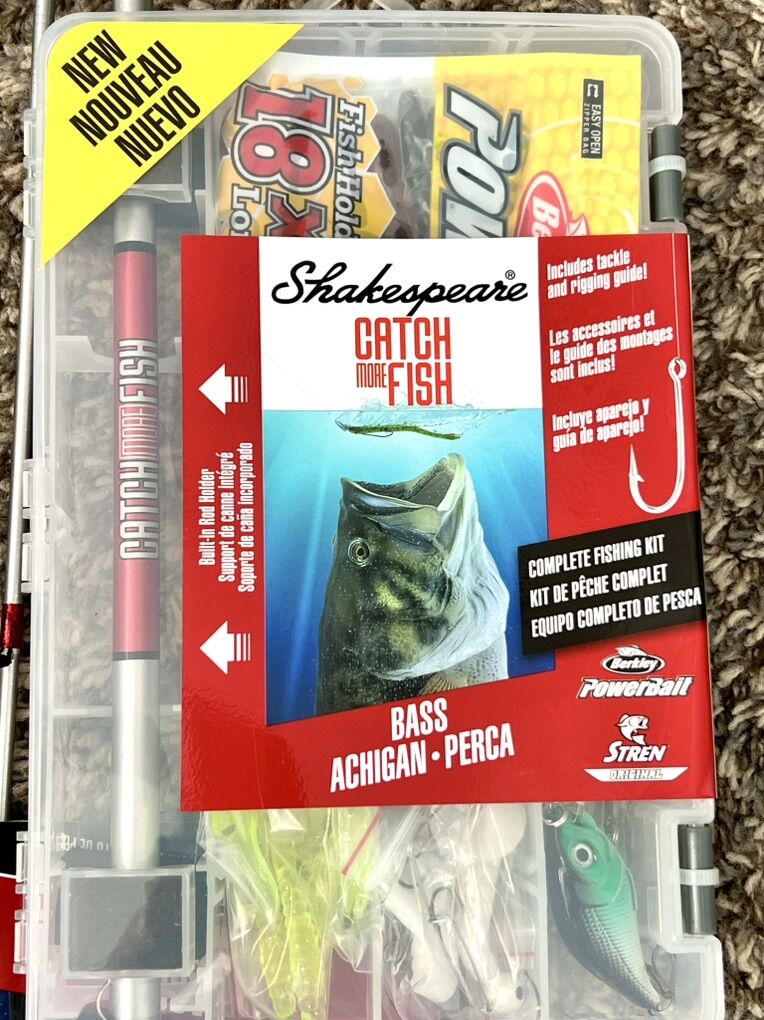 NEW
NOUVEAU
NUEVO
FishHold
18x
EASY OPEN
ZIPPER BAG
Shakespeare®
CATCH
MORE FISH
Includes tackle
and rigging guide!
Les accessoires et
le guide des montages
sont inclus!
Incluye aparejo y
guía de aparejo!
CATCH MORE FISH
Built-in Rod Holder
Support de canne intégré
Soporte de caña incorporado
COMPLETE FISHING KIT
KIT DE PÊCHE COMPLET
EQUIPO COMPLETO DE PESCA
Berkley
PowerBait
STREN
ORIGINAL
BASS
ACHIGAN • PERCA